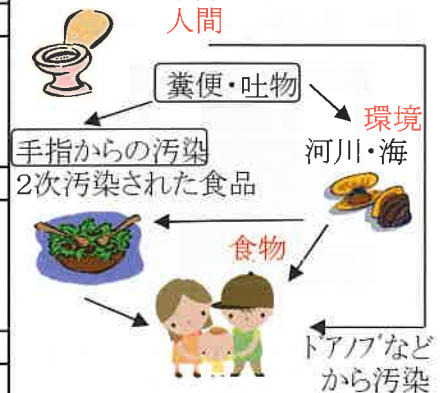 人間
糞便・吐物
環境
手指からの汚染
河川・海
2次汚染された食品
食物
ドアノブなど
から汚染